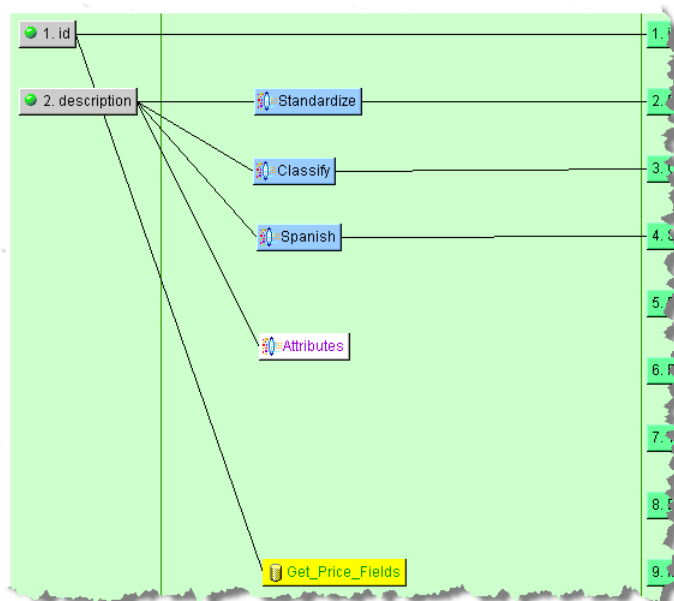 1. id
1.
2. description
Standardize
2.
Classify
3.
Spanish
4.
5.
Attributes
6.
7.
8.
Get_Price_Fields
9.